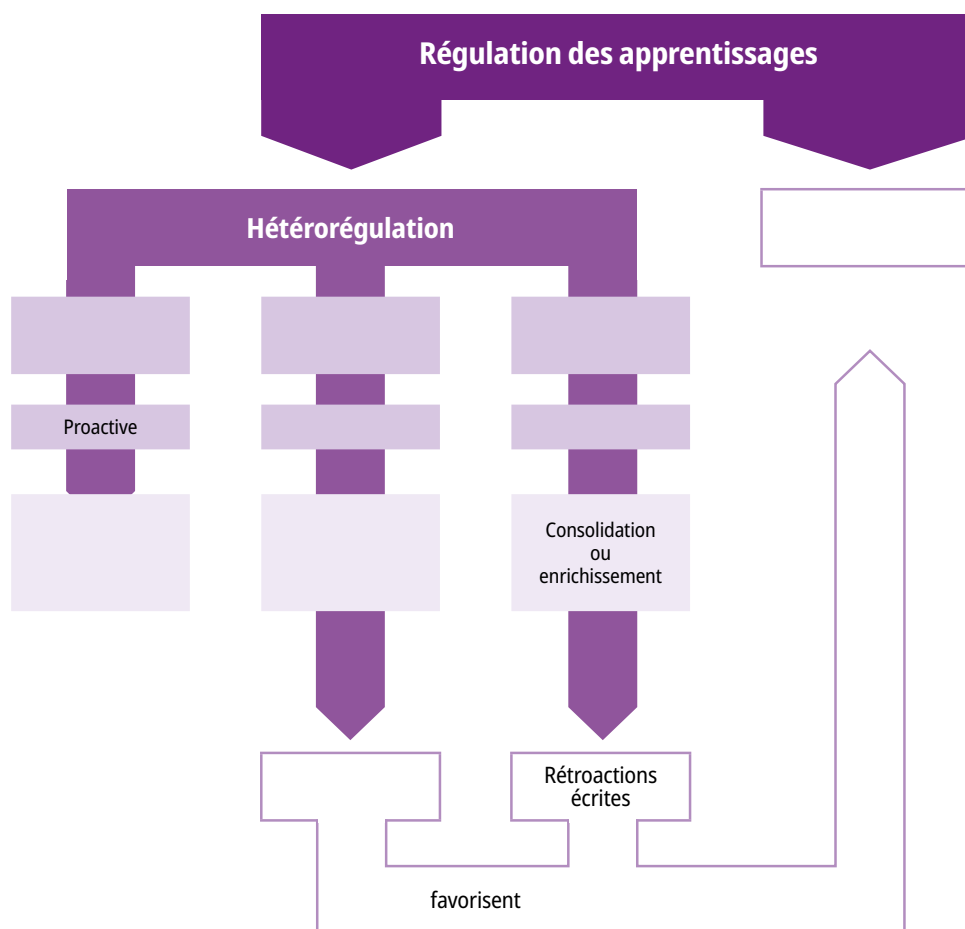 Régulation des apprentissages
Hétérorégulation
Proactive
Consolidation
ou
enrichissement
Rétroactions
écrites
favorisent